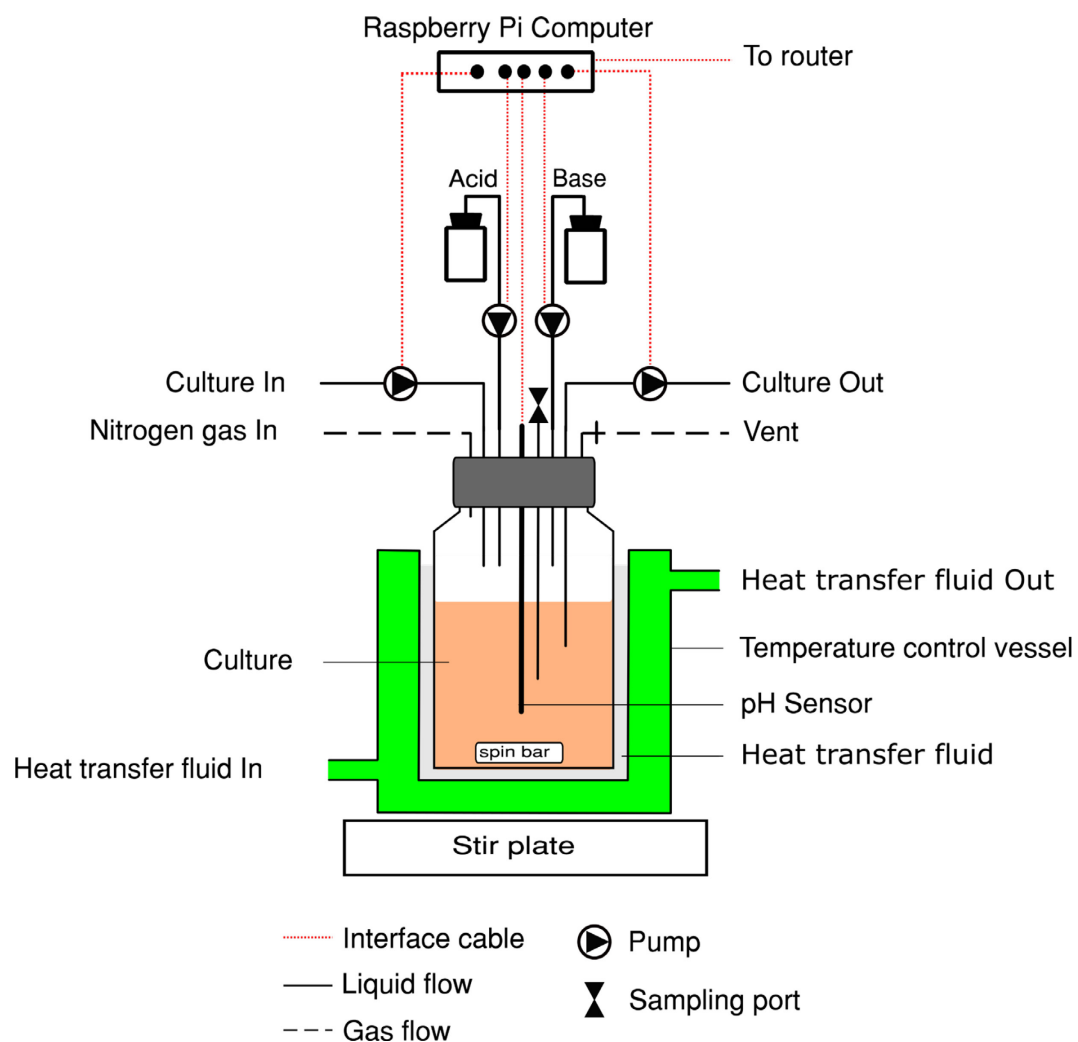 Raspberry Pi Computer
To router
Acid
Base
Culture In
Culture Out
Nitrogen gas In
Vent
Heat transfer fluid Out
Culture
Temperature control vessel
pH Sensor
spin bar
Heat transfer fluid
Heat transfer fluid In
Stir plate
Interface cable
Pump
Liquid flow
Sampling port
Gas flow